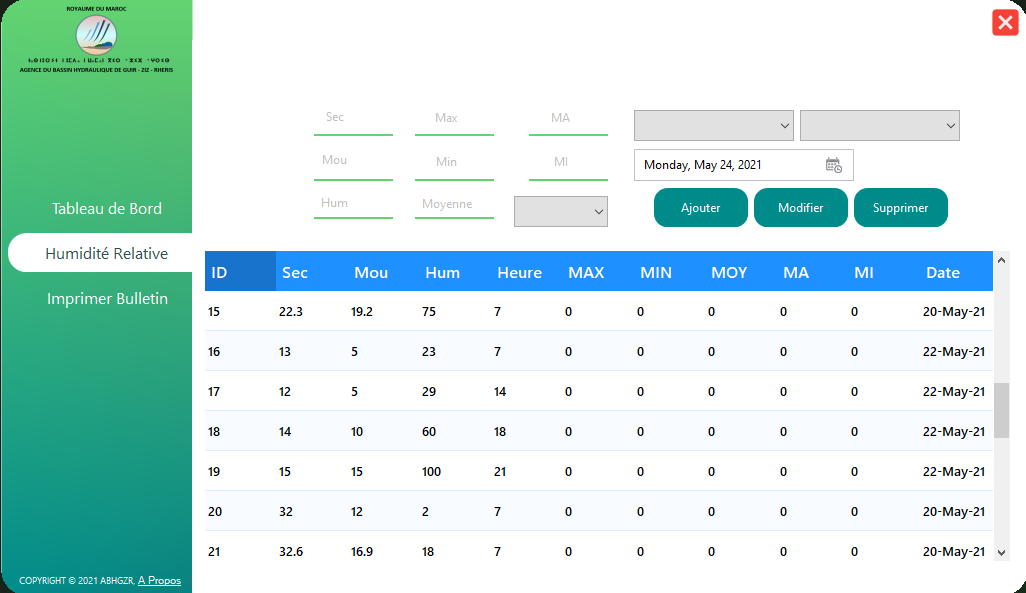 ROYAUME DU MAROC
AGENCE DU BASSIN HYDRAULIQUE DE GUIR - ZIZ - RHERIS
Tableau de Bord
Humidité Relative
Imprimer Bulletin
COPYRIGHT © 2021 ABHGZR, A Propos
Sec Max MA
Mou Min MI
Monday, May 24, 2021
Hum Moyenne
Ajouter Modifier Supprimer
ID Sec Mou Hum Heure MAX MIN MOY MA MI Date
15 22.3 19.2 75 7 0 0 0 0 0 20-May-21
16 13 5 23 7 0 0 0 0 0 22-May-21
17 12 5 29 14 0 0 0 0 0 22-May-21
18 14 10 60 18 0 0 0 0 0 22-May-21
19 15 15 100 21 0 0 0 0 0 22-May-21
20 32 12 2 7 0 0 0 0 0 20-May-21
21 32.6 16.9 18 7 0 0 0 0 0 20-May-21